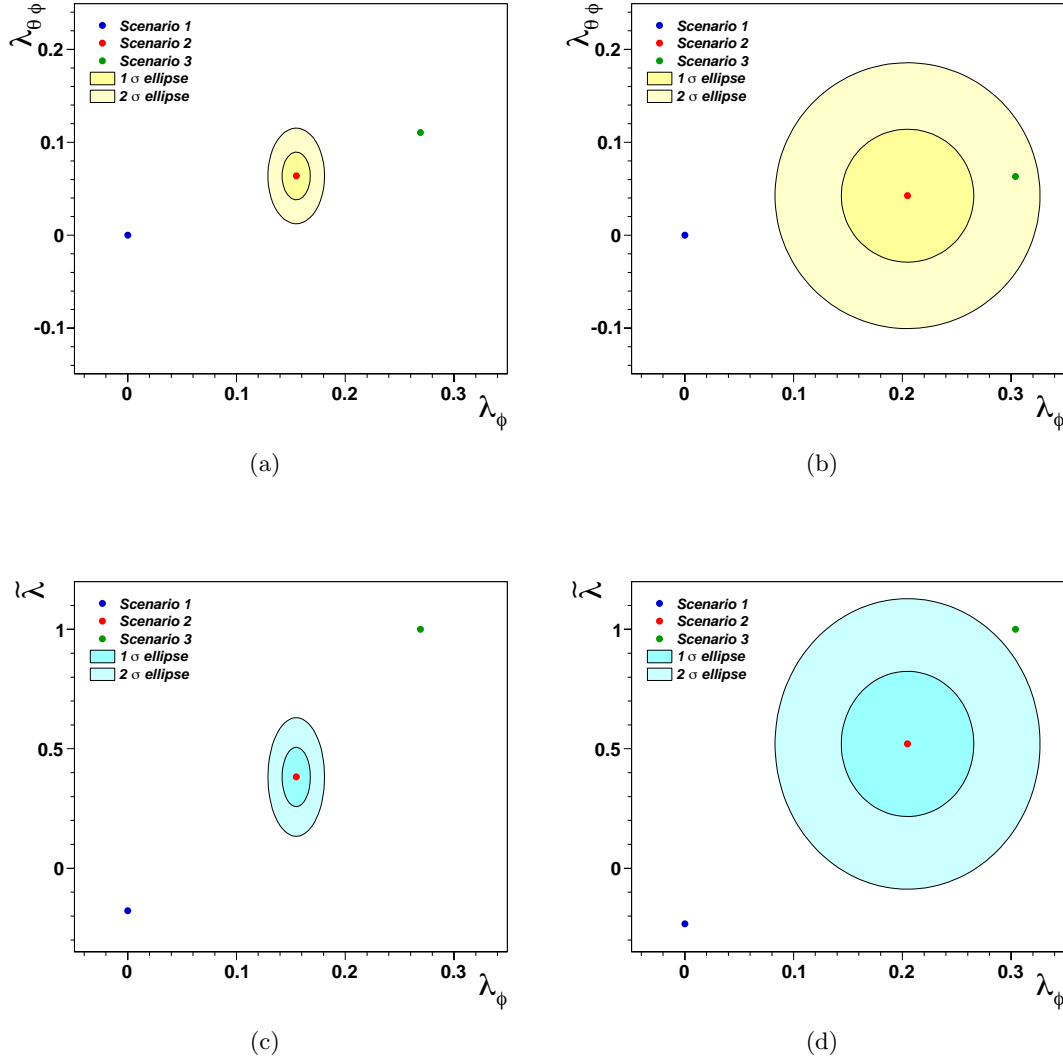 λθφ
Scenario 1
Scenario 2
Scenario 3
1 σ ellipse
2 σ ellipse
0.2
0.1
0
-0.1
0 0.1 0.2 0.3
λϕ
(a)
λθφ
Scenario 1
Scenario 2
Scenario 3
1 σ ellipse
2 σ ellipse
0.2
0.1
0
-0.1
0 0.1 0.2 0.3
λϕ
(b)
λ̃
Scenario 1
Scenario 2
Scenario 3
1 σ ellipse
2 σ ellipse
1
0.5
0
0 0.1 0.2 0.3
λϕ
(c)
λ̃
Scenario 1
Scenario 2
Scenario 3
1 σ ellipse
2 σ ellipse
1
0.5
0
0 0.1 0.2 0.3
λϕ
(d)